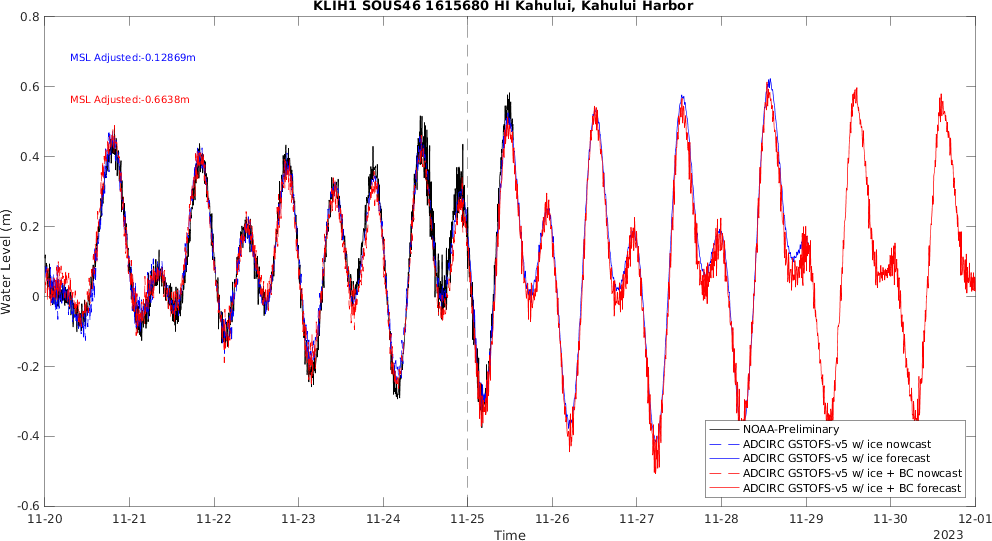 KLIH1 SOUS46 1615680 HI Kahului, Kahului Harbor
0.8
MSL Adjusted:-0.12869m
0.6
MSL Adjusted:-0.6638m
0.4
0.2
0
-0.2
-0.4
-0.6
Water Level (m)
NOAA-Preliminary
ADCIRC GSTOFS-v5 w/ ice nowcast
ADCIRC GSTOFS-v5 w/ ice forecast
ADCIRC GSTOFS-v5 w/ ice + BC nowcast
ADCIRC GSTOFS-v5 w/ ice + BC forecast
11-20 11-21 11-22 11-23 11-24 11-25 11-26 11-27 11-28 11-29 11-30 12-01
Time
2023